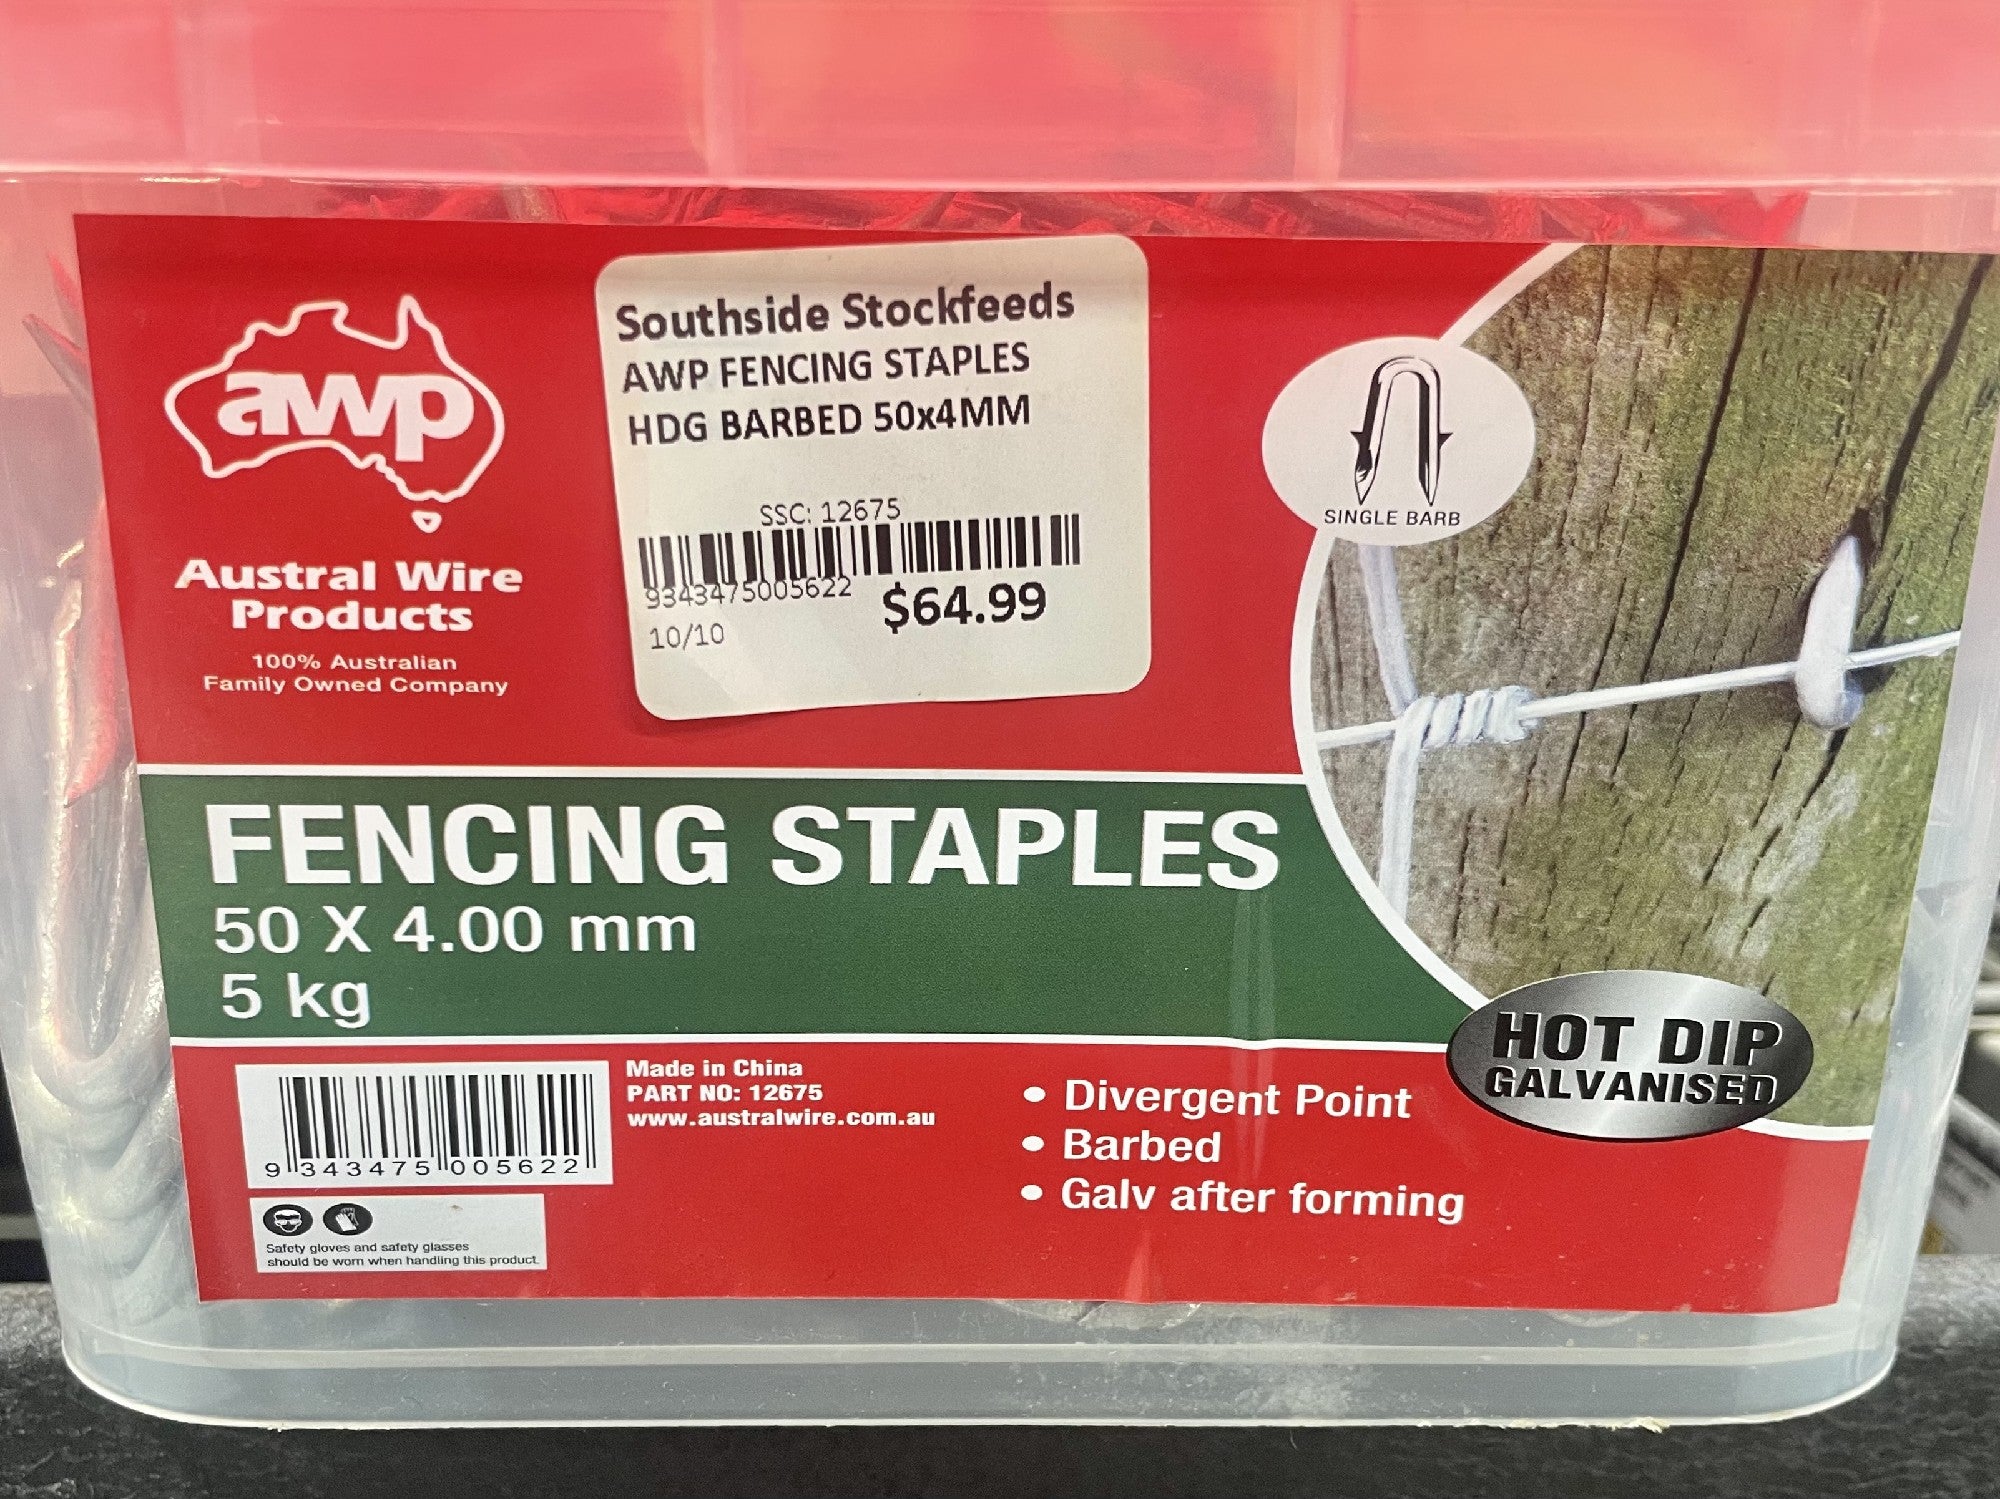 awp
Austral Wire
Products
100% Australian
Family Owned Company
Southside Stockfeeds
AWP FENCING STAPLES
HDG BARBED 50x4MM
SSC: 12675
9343475005622
$64.99
10/10
SINGLE BARB
FENCING STAPLES
50 X 4.00 mm
5 kg
HOT DIP
GALVANISED
9 343475 005622
Made in China
PART NO: 12675
www.australwire.com.au
• Divergent Point
• Barbed
• Galv after forming
Safety gloves and safety glasses
should be worn when handling this product.